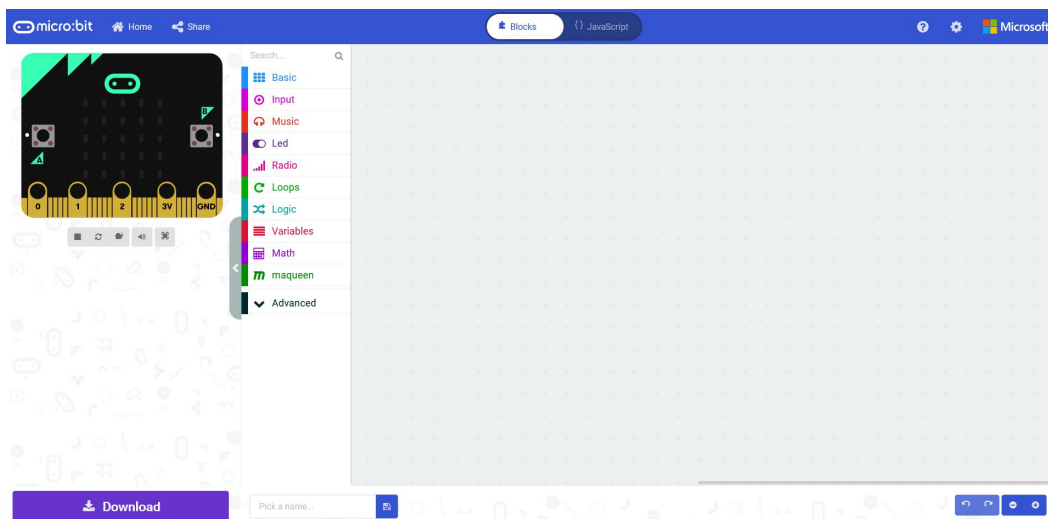 micro:bit Home Share Blocks {} JavaScript Microsoft
Search...
Basic
Input
Music
Led
Radio
Loops
Logic
Variables
Math
maqueen
Advanced
B
A
0 1 2 3V GND
Download
Pick a name...